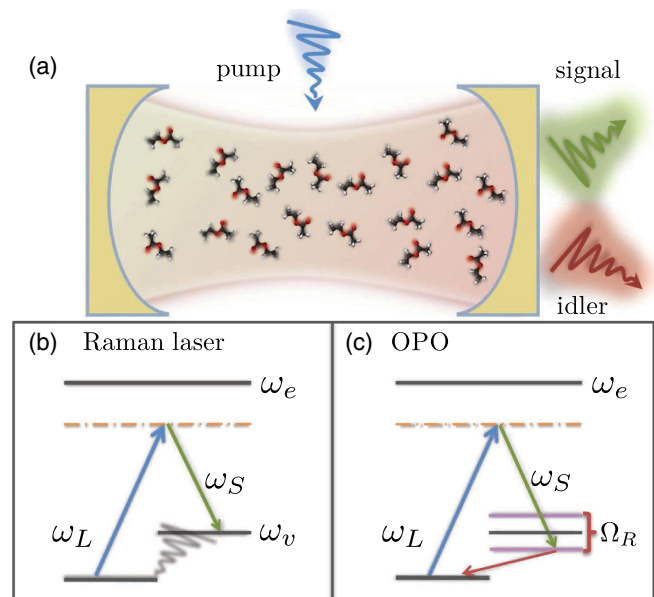 (a)
pump
signal
idler
(b) Raman laser
ω_e
ω_L
ω_S
ω_v
(c) OPO
ω_e
ω_L
ω_S
Ω_R